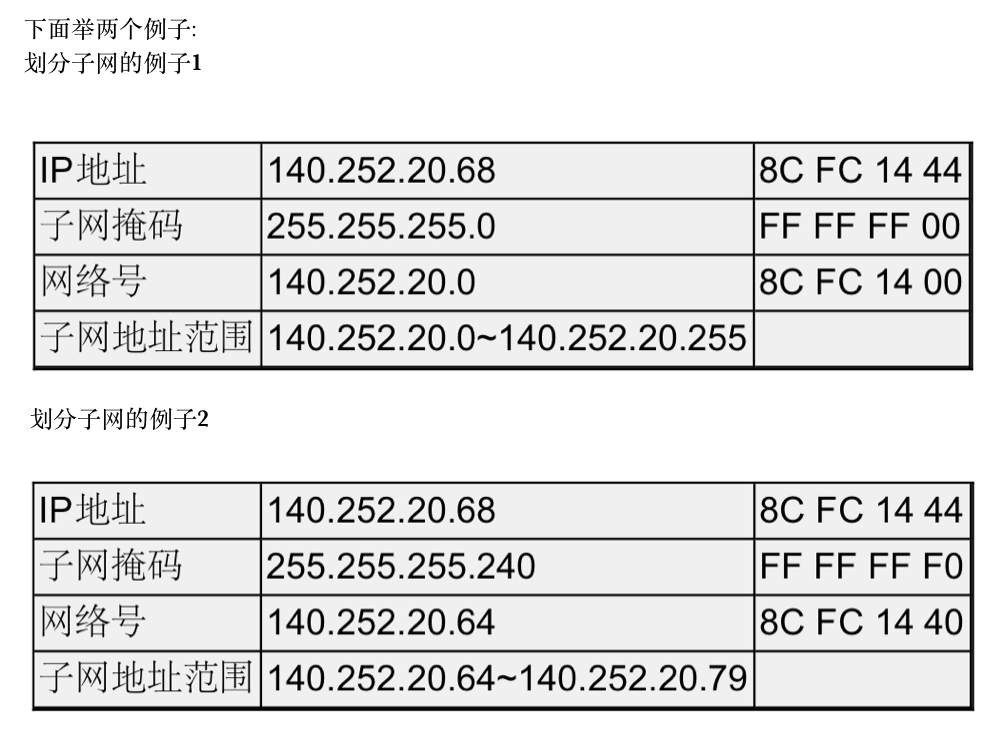 下面举两个例子:
划分子网的例子1
IP地址 140.252.20.68 8C FC 14 44
子网掩码 255.255.255.0 FF FF FF 00
网络号 140.252.20.0 8C FC 14 00
子网地址范围 140.252.20.0~140.252.20.255
划分子网的例子2
IP地址 140.252.20.68 8C FC 14 44
子网掩码 255.255.255.240 FF FF FF F0
网络号 140.252.20.64 8C FC 14 40
子网地址范围 140.252.20.64~140.252.20.79